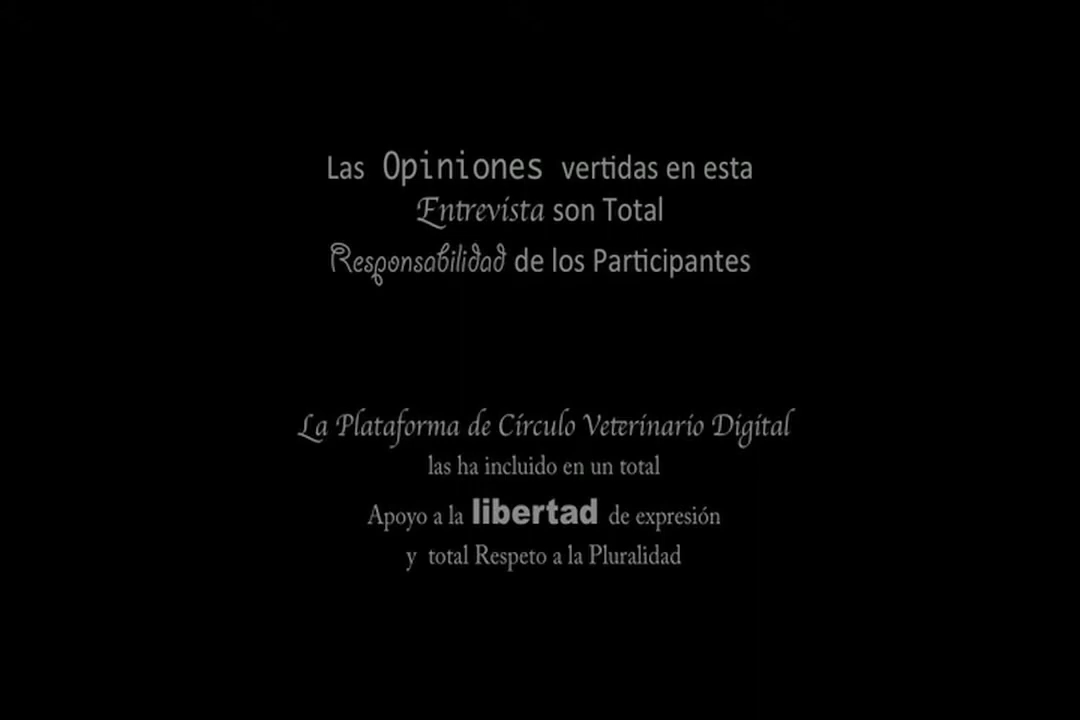 Las Opiniones vertidas en esta
Entrevista son Total
Responsabilidad de los Participantes
La Plataforma de Círculo Veterinario Digital
las ha incluido en un total
Apoyo a la libertad de expresión
y total Respeto a la Pluralidad